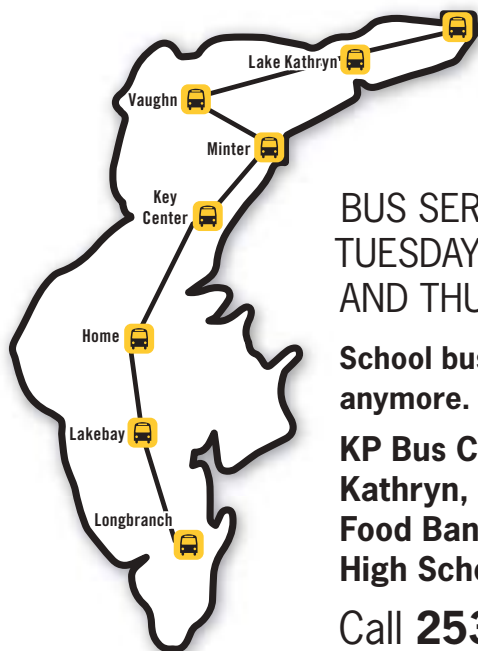 Lake Kathryn
Vaughn
Minter
Key
Center
Home
Lakebay
Longbranch
BUS SER
TUESDAY
AND THU
School bus
anymore.
KP Bus C
Kathryn,
Food Ban
High Scho
Call 253